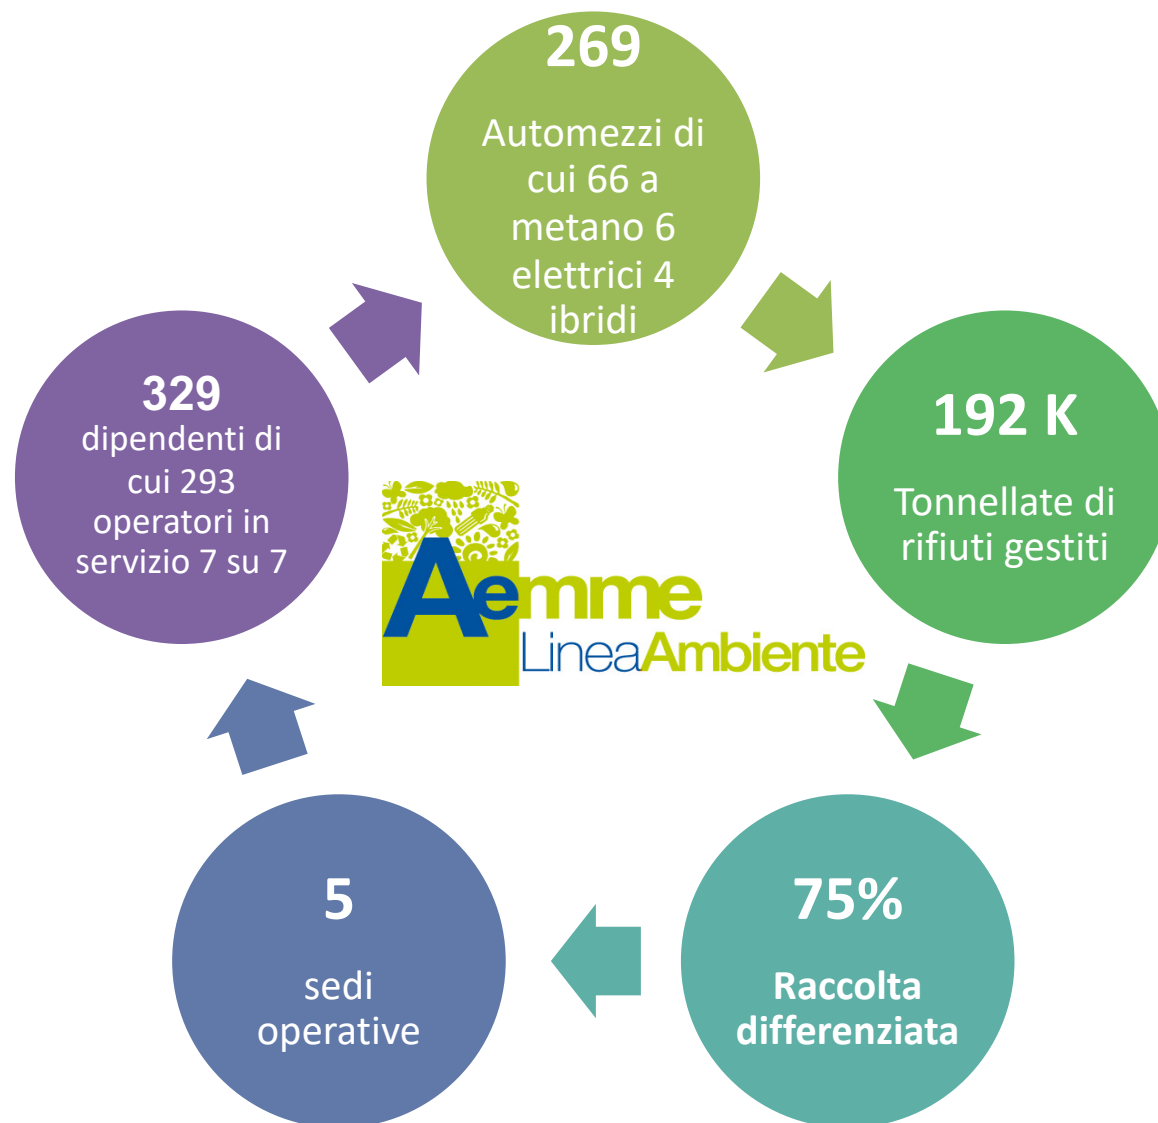 269
Automezzi di
cui 66 a
metano 6
elettrici 4
ibridi
192 K
Tonnellate di
rifiuti gestiti
75%
Raccolta
differenziata
5
sedi
operative
329
dipendenti di
cui 293
operatori in
servizio 7 su 7
Aemme
LineaAmbiente